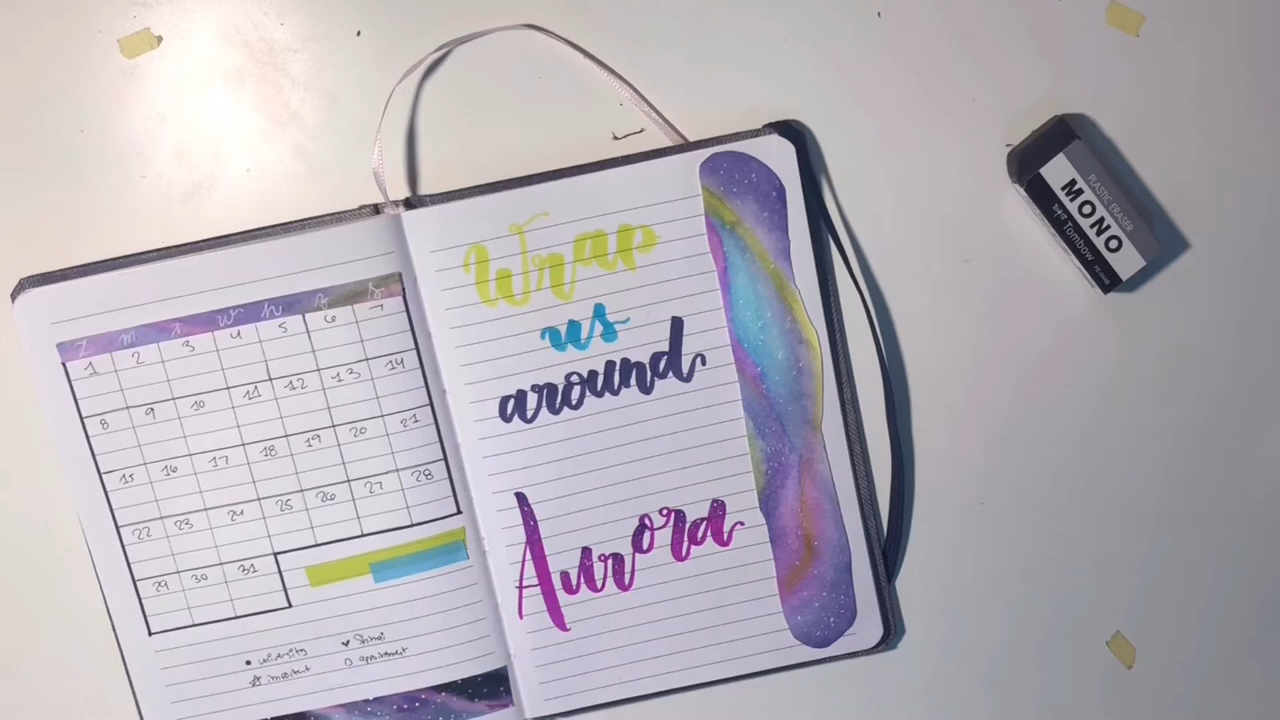 m t w h f s
1 2 3 4 5 6 7
8 9 10 11 12 13 14
15 16 17 18 19 20 21
22 23 24 25 26 27 28
29 30 31
• university
☆ important
♥
○ appointment
Wrap
us
around
Aurora
PLASTIC ERASER
MONO
Tombow